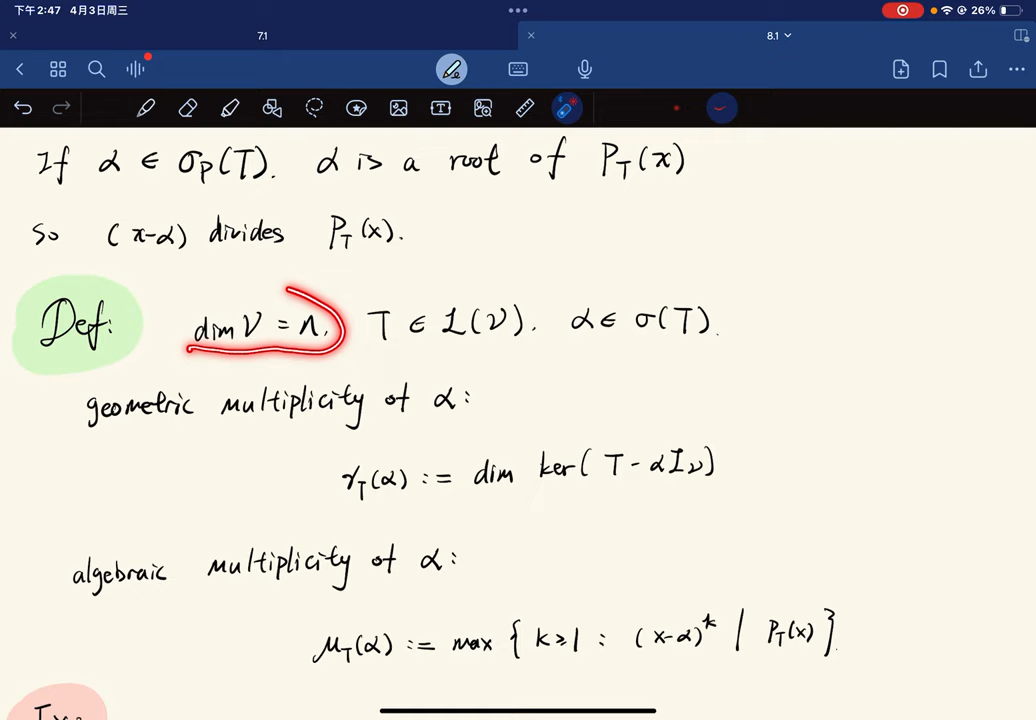 下午2:47 4月3日周三
26%
7.1
8.1
If α ∈ σp(T). α is a root of P_T(x)
So (x-α) divides P_T(x).
Def: dim V = n, T ∈ L(V). α ∈ σ(T).
geometric multiplicity of α:
γ_T(α) := dim ker( T - αI_V)
algebraic multiplicity of α:
μ_T(α) := max { k≥1 : (x-α)^k | P_T(x) }.